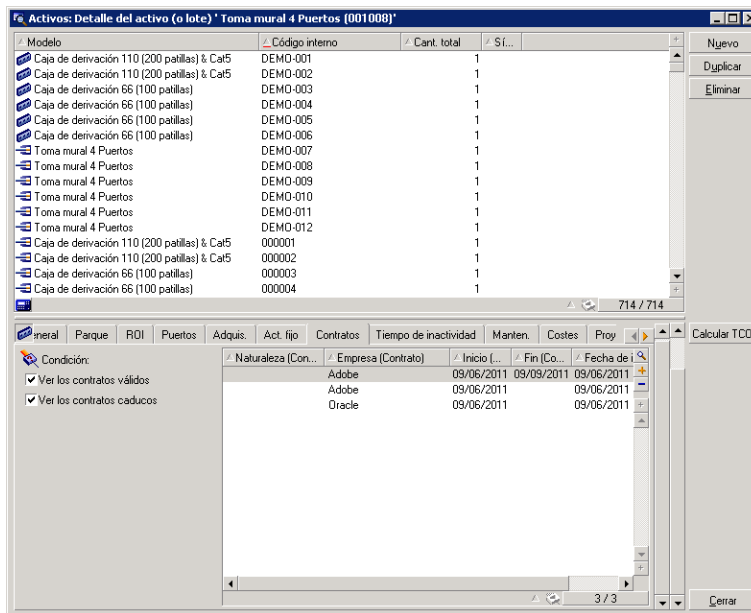 Activos: Detalle del activo (o lote) ' Toma mural 4 Puertos (001008)'
Modelo Código interno Cant. total Sí...
Caja de derivación 110 (200 patillas) & Cat5 DEMO-001 1
Caja de derivación 110 (200 patillas) & Cat5 DEMO-002 1
Caja de derivación 66 (100 patillas) DEMO-003 1
Caja de derivación 66 (100 patillas) DEMO-004 1
Caja de derivación 66 (100 patillas) DEMO-005 1
Caja de derivación 66 (100 patillas) DEMO-006 1
Toma mural 4 Puertos DEMO-007 1
Toma mural 4 Puertos DEMO-008 1
Toma mural 4 Puertos DEMO-009 1
Toma mural 4 Puertos DEMO-010 1
Toma mural 4 Puertos DEMO-011 1
Toma mural 4 Puertos DEMO-012 1
Caja de derivación 110 (200 patillas) & Cat5 000001 1
Caja de derivación 110 (200 patillas) & Cat5 000002 1
Caja de derivación 66 (100 patillas) 000003 1
Caja de derivación 66 (100 patillas) 000004 1
714 / 714
Nuevo
Duplicar
Eliminar
eneral Parque ROI Puertos Adquis. Act. fijo Contratos Tiempo de inactividad Manten. Costes Proy
Calcular TCO
Condición:
Ver los contratos válidos
Ver los contratos caducos
Naturaleza (Con... Empresa (Contrato) Inicio (... Fin (Co... Fecha de i
Adobe 09/06/2011 09/09/2011 09/06/2011
Adobe 09/06/2011 09/06/2011
Oracle 09/06/2011 09/06/2011
3 / 3
Cerrar